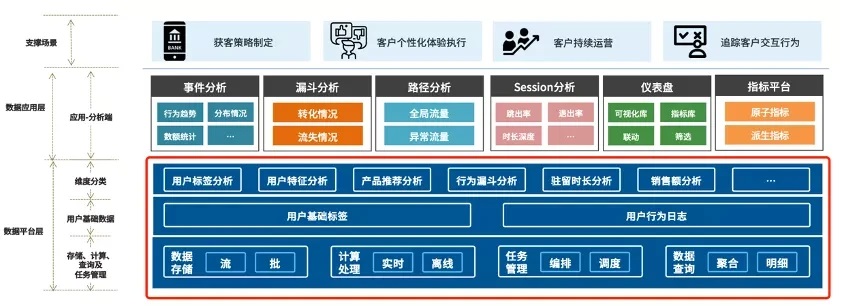 支撑场景
BANK
获客策略制定
客户个性化体验执行
客户持续运营
追踪客户交互行为
数据应用层
应用-分析端
事件分析
行为趋势
分布情况
数额统计
…
漏斗分析
转化情况
流失情况
路径分析
全局流量
异常流量
Session分析
跳出率
退出率
时长深度
…
仪表盘
可视化库
指标库
联动
筛选
指标平台
原子指标
派生指标
数据平台层
维度分类
用户标签分析
用户特征分析
产品推荐分析
行为漏斗分析
驻留时长分析
销售额分析
…
用户基础数据
用户基础标签
用户行为日志
存储、计算、
查询及
任务管理
数据
存储
流
批
计算
处理
实时
离线
任务
管理
编排
调度
数据
查询
聚合
明细